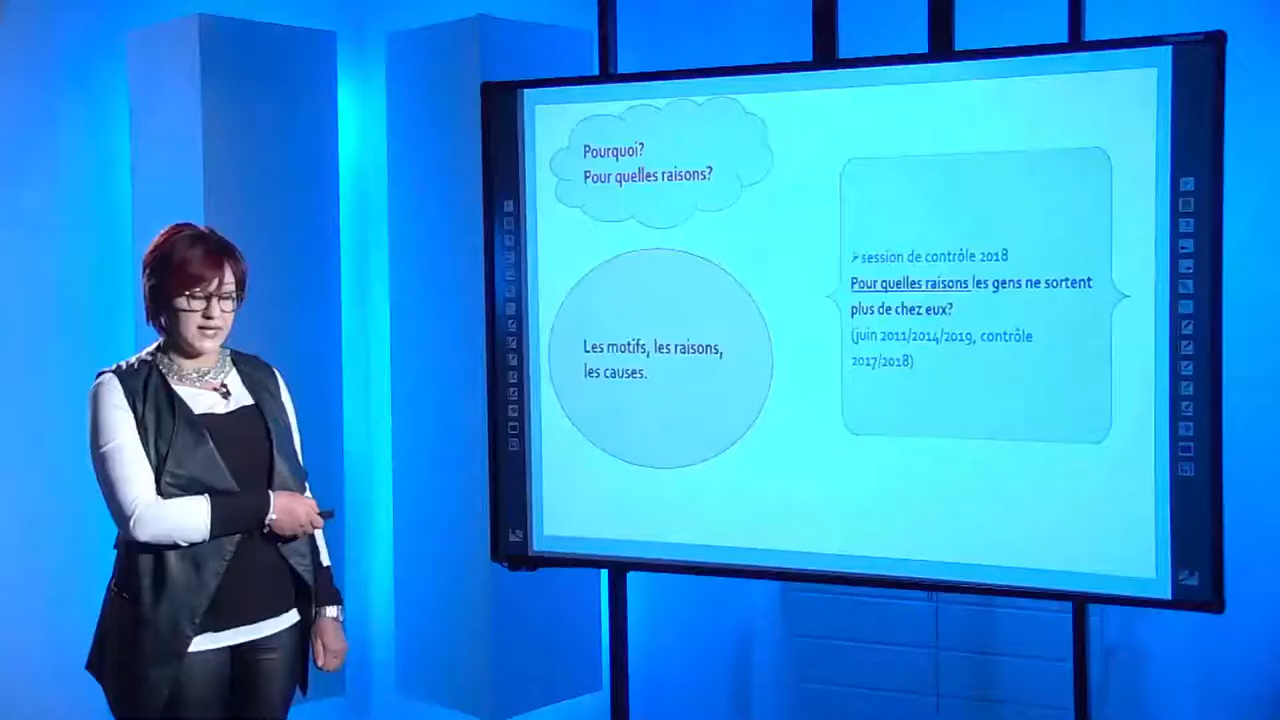 Pourquoi?
Pour quelles raisons?
Les motifs, les raisons,
les causes.
➢session de contrôle 2018
Pour quelles raisons les gens ne sortent
plus de chez eux?
(juin 2011/2014/2019, contrôle
2017/2018)